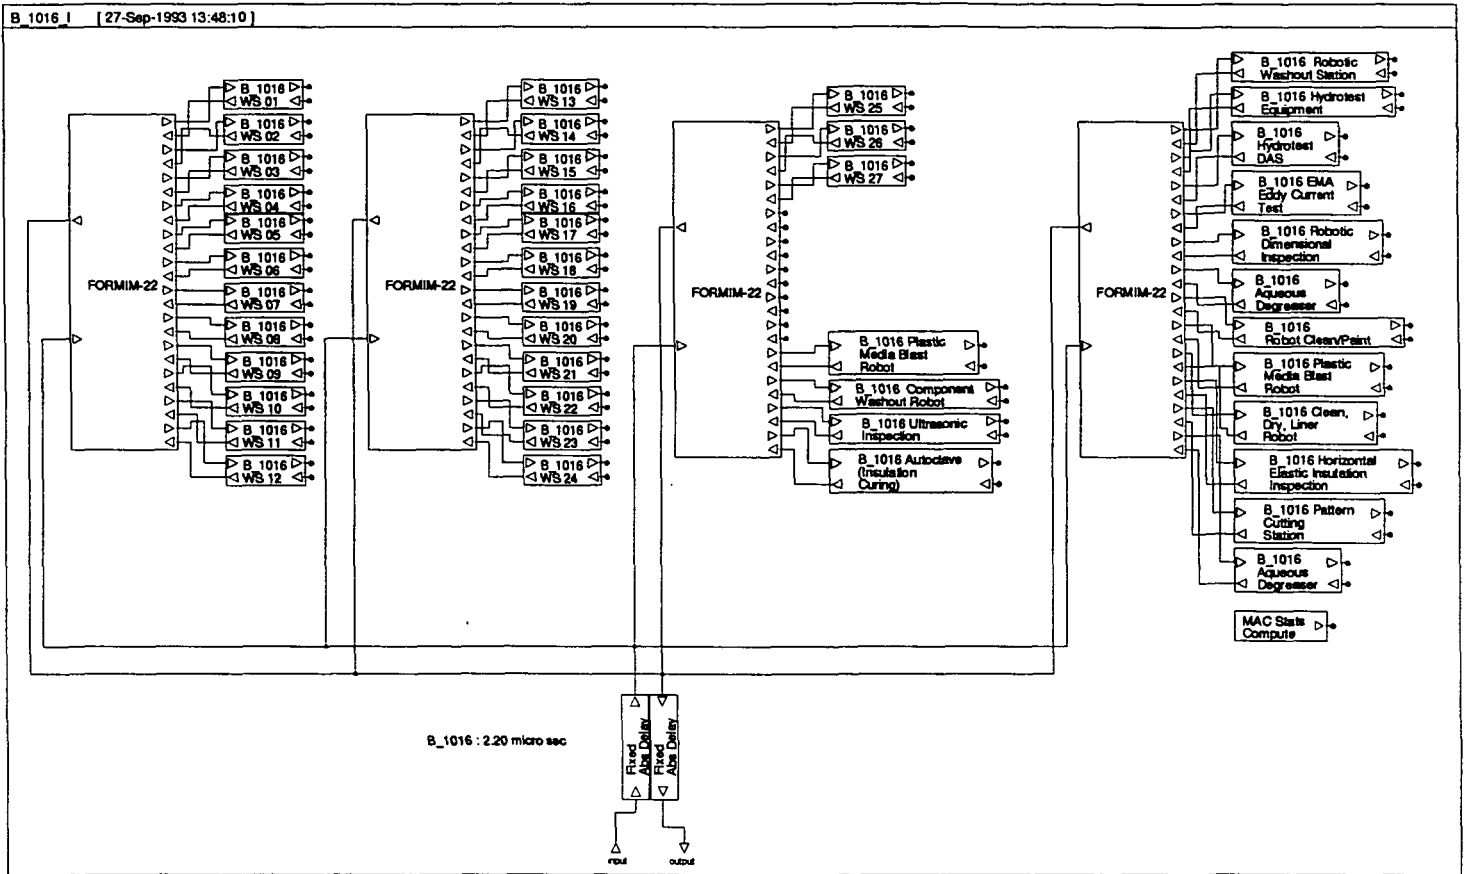 B_1016_I [ 27-Sep-1993 13:48:10 ]
B_1016
WS 01
B_1016
WS 02
B_1016
WS 03
B_1016
WS 04
B_1016
WS 05
B_1016
WS 06
B_1016
WS 07
B_1016
WS 08
B_1016
WS 09
B_1016
WS 10
B_1016
WS 11
B_1016
WS 12
FORMIM-22
B_1016
WS 13
B_1016
WS 14
B_1016
WS 15
B_1016
WS 16
B_1016
WS 17
B_1016
WS 18
B_1016
WS 19
B_1016
WS 20
B_1016
WS 21
B_1016
WS 22
B_1016
WS 23
B_1016
WS 24
FORMIM-22
B_1016
WS 25
B_1016
WS 26
B_1016
WS 27
FORMIM-22
B_1016 Plastic
Media Blast
Robot
B_1016 Component
Washout Robot
B_1016 Ultrasonic
Inspection
B_1016 Autoclave
(Insulation
Curing)
FORMIM-22
B_1016 Robotic
Washout Station
B_1016 Hydrotest
Equipment
B_1016
Hydrotest
DAS
B_1016 EMA
Eddy Current
Test
B_1016 Robotic
Dimensional
Inspection
B_1016
Aqueous
Degreaser
B_1016
Robot Clean/Paint
B_1016 Plastic
Media Blast
Robot
B_1016 Clean,
Dry, Liner
Robot
B_1016 Horizontal
Elastic Insulation
Inspection
B_1016 Pattern
Cutting
Station
B_1016
Aqueous
Degreaser
MAC Stats
Compute
B_1016 : 2.20 micro sec
Fixed
Abs Delay
Fixed
Abs Delay
input
output